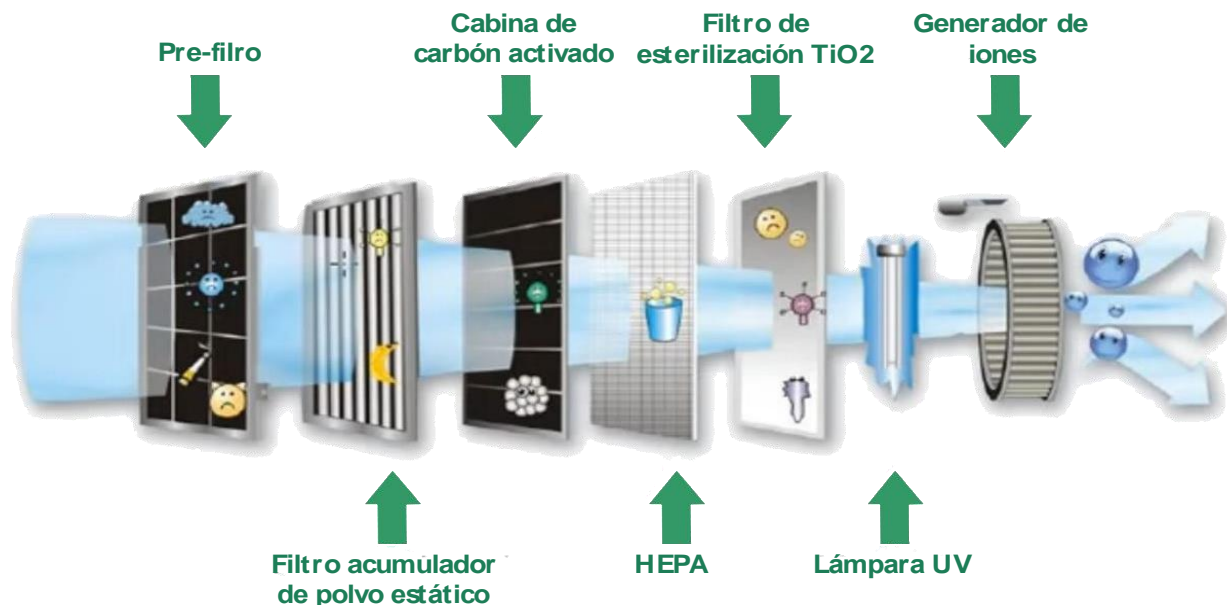 Pre-filro
Cabina de
carbón activado
Filtro de
esterilización TiO2
Generador de
iones
Filtro acumulador
de polvo estático
HEPA
Lámpara UV